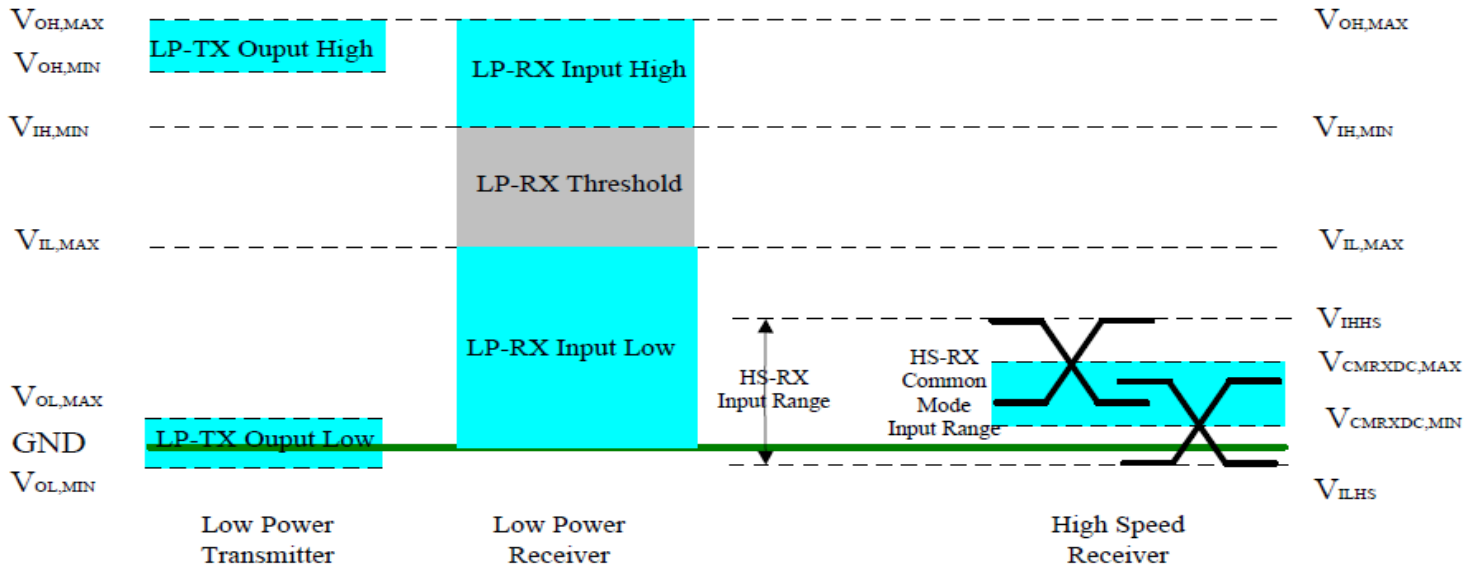 VOH,MAX
LP-TX Ouput High
VOH,MIN
VIH,MIN
VIL,MAX
VOL,MAX
GND
LP-TX Ouput Low
VOL,MIN
Low Power
Transmitter
LP-RX Input High
LP-RX Threshold
LP-RX Input Low
Low Power
Receiver
HS-RX
Input Range
HS-RX
Common
Mode
Input Range
High Speed
Receiver
VOH,MAX
VIH,MIN
VIL,MAX
VIHHS
VCMRXDC,MAX
VCMRXDC,MIN
VILHS